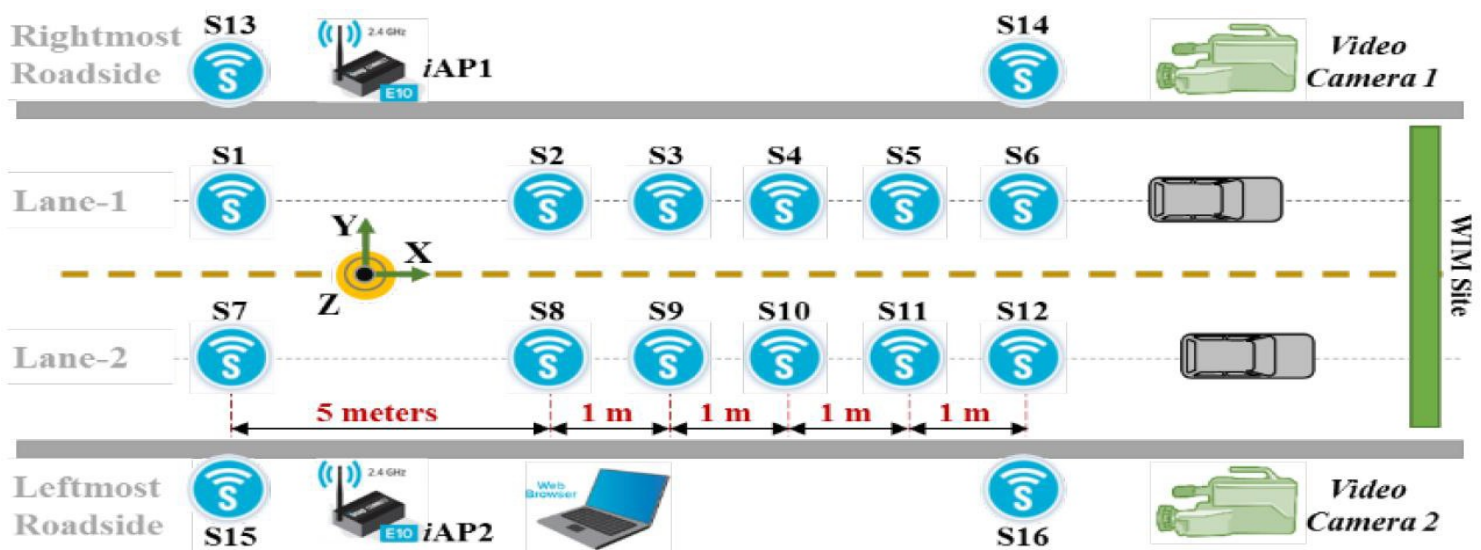 Rightmost
Roadside
S13
2.4 GHz
E10
iAP1
S14
Video
Camera 1
Lane-1
S1
S2
S3
S4
S5
S6
Y
X
Z
WIM Site
Lane-2
S7
S8
S9
S10
S11
S12
5 meters
1 m
1 m
1 m
1 m
Leftmost
Roadside
S15
2.4 GHz
E10
iAP2
Web
Browser
S16
Video
Camera 2